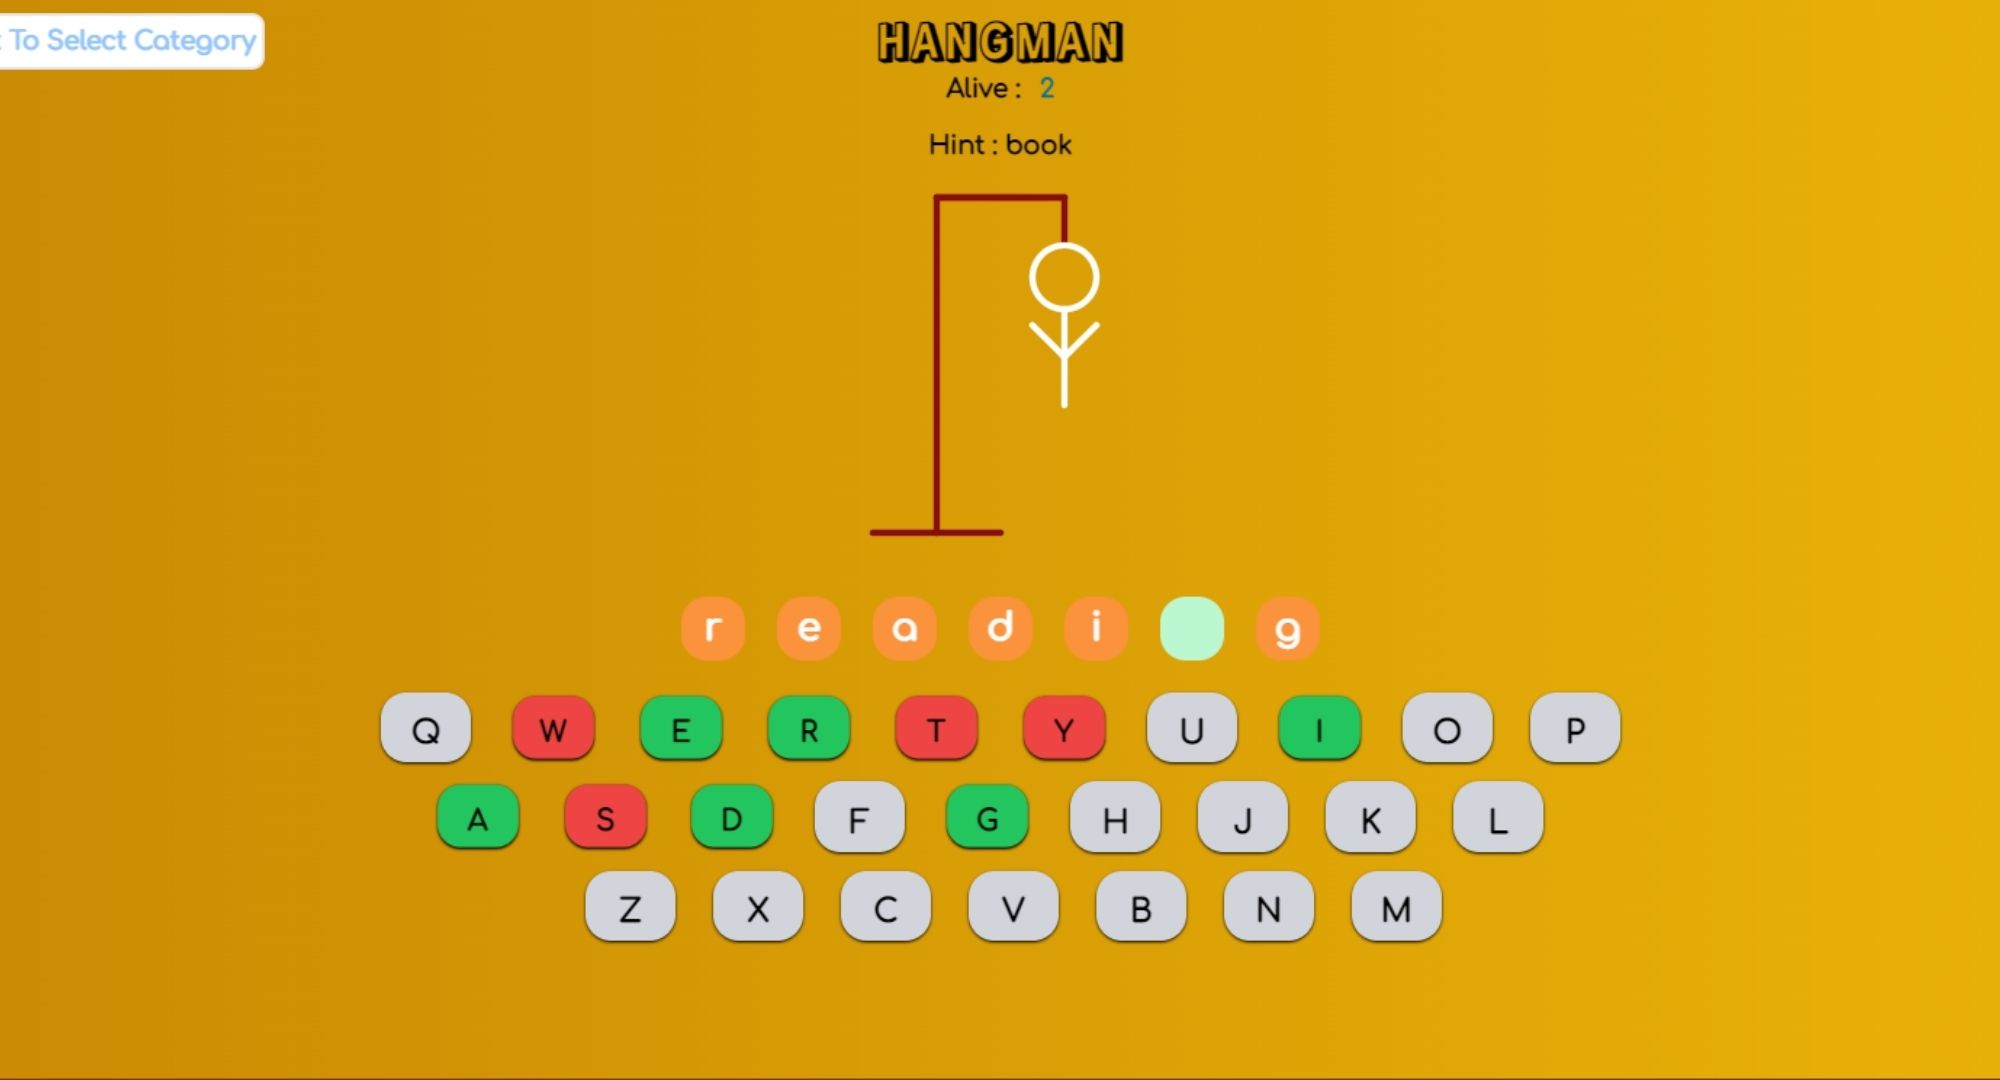 To Select Category
HANGMAN
Alive : 2
Hint : book
r e a d i g
Q W E R T Y U I O P
A S D F G H J K L
Z X C V B N M